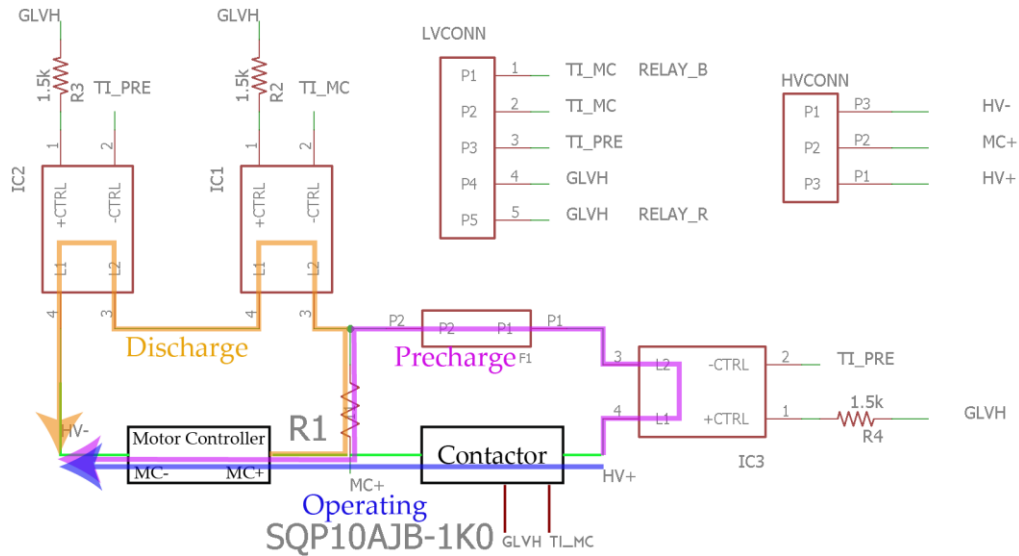 GLVH
GLVH
LVCONN
1.5k
R3
TI_PRE
1.5k
R2
TI_MC
P1 1 TI_MC RELAY_B
P2 2 TI_MC
P3 3 TI_PRE
P4 4 GLVH
P5 5 GLVH RELAY_R
HVCONN
P1 P3 HV-
P2 P2 MC+
P3 P1 HV+
1 2
IC2
+CTRL -CTRL
L1 L2
4 3
1 2
IC1
+CTRL -CTRL
L1 L2
4 3
Discharge
P2 P2 P1 P1
Precharge F1
3 L2 -CTRL 2 TI_PRE
4 L1 +CTRL 1 1.5k GLVH
R4
IC3
HV-
Motor Controller
MC- MC+
R1
Contactor
MC+
HV+
Operating
SQP10AJB-1K0
GLVH TI_MC